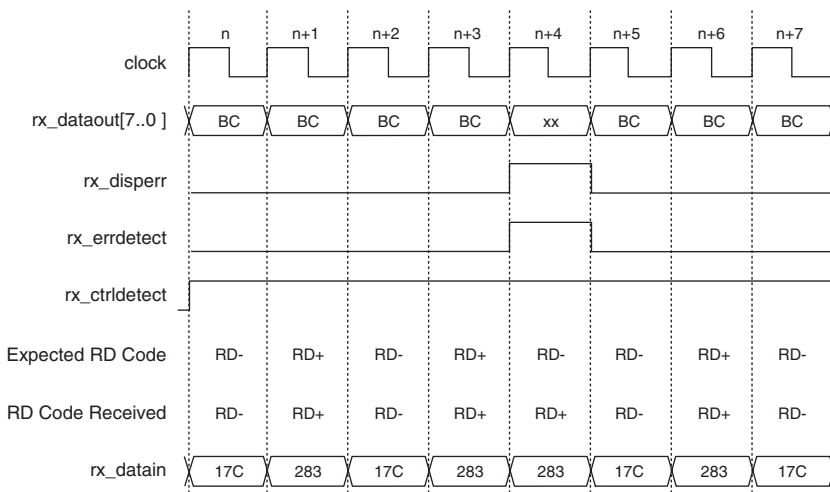 n n+1 n+2 n+3 n+4 n+5 n+6 n+7
clock
rx_dataout[7..0 ] BC BC BC BC xx BC BC BC
rx_disperr
rx_errdetect
rx_ctrldetect
Expected RD Code RD- RD+ RD- RD+ RD- RD- RD+ RD-
RD Code Received RD- RD+ RD- RD+ RD+ RD- RD+ RD-
rx_datain 17C 283 17C 283 283 17C 283 17C